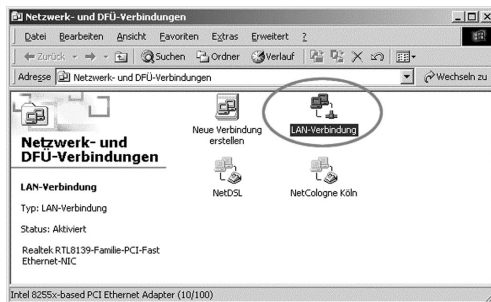 Netzwerk- und DFÜ-Verbindungen
Datei Bearbeiten Ansicht Favoriten Extras Erweitert ?
Zurück Suchen Ordner Verlauf
Adresse Netzwerk- und DFÜ-Verbindungen Wechseln zu
Netzwerk- und
DFÜ-Verbindungen
LAN-Verbindung
Typ: LAN-Verbindung
Status: Aktiviert
Realtek RTL8139-Familie-PCI-Fast
Ethernet-NIC
Neue Verbindung
erstellen
LAN-Verbindung
NetDSL
NetCologne Köln
Intel 8255x-based PCI Ethernet Adapter (10/100)